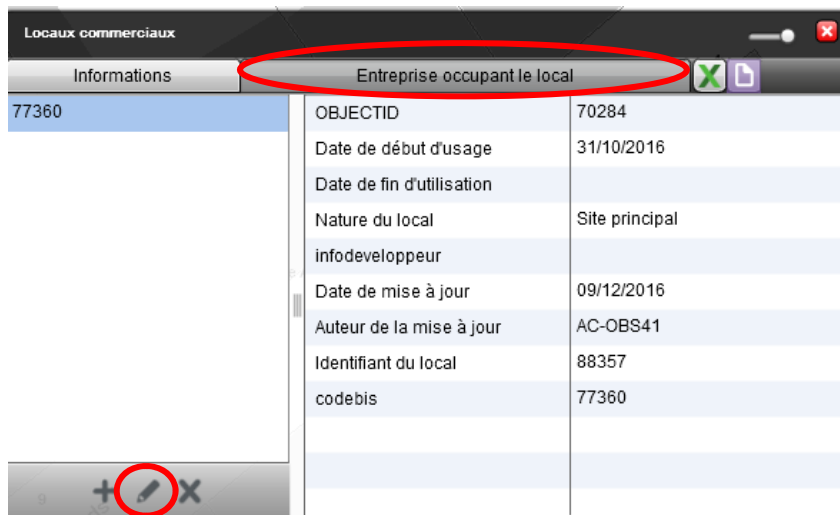 Locaux commerciaux
Informations Entreprise occupant le local
77360
OBJECTID 70284
Date de début d'usage 31/10/2016
Date de fin d'utilisation
Nature du local Site principal
infodeveloppeur
Date de mise à jour 09/12/2016
Auteur de la mise à jour AC-OBS41
Identifiant du local 88357
codebis 77360